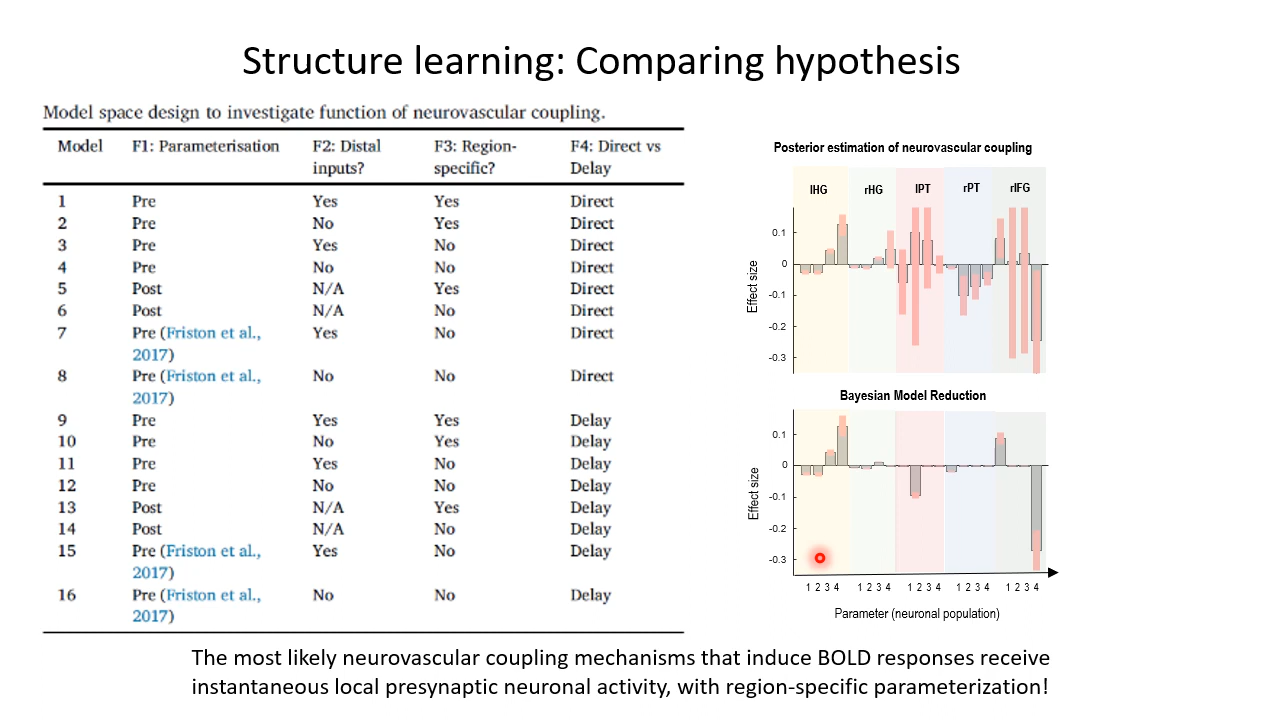 Structure learning: Comparing hypothesis
Model space design to investigate function of neurovascular coupling.
Model F1: Parameterisation F2: Distal inputs? F3: Region-specific? F4: Direct vs Delay
1 Pre Yes Yes Direct
2 Pre No Yes Direct
3 Pre Yes No Direct
4 Pre No No Direct
5 Post N/A Yes Direct
6 Post N/A No Direct
7 Pre (Friston et al., 2017) Yes No Direct
8 Pre (Friston et al., 2017) No No Direct
9 Pre Yes Yes Delay
10 Pre No Yes Delay
11 Pre Yes No Delay
12 Pre No No Delay
13 Post N/A Yes Delay
14 Post N/A No Delay
15 Pre (Friston et al., 2017) Yes No Delay
16 Pre (Friston et al., 2017) No No Delay
Posterior estimation of neurovascular coupling
lHG rHG lPT rPT rIFG
0.1
0
-0.1
-0.2
-0.3
Effect size
Bayesian Model Reduction
0.1
0
-0.1
-0.2
-0.3
Effect size
1 2 3 4 1 2 3 4 1 2 3 4 1 2 3 4 1 2 3 4
Parameter (neuronal population)
The most likely neurovascular coupling mechanisms that induce BOLD responses receive
instantaneous local presynaptic neuronal activity, with region-specific parameterization!